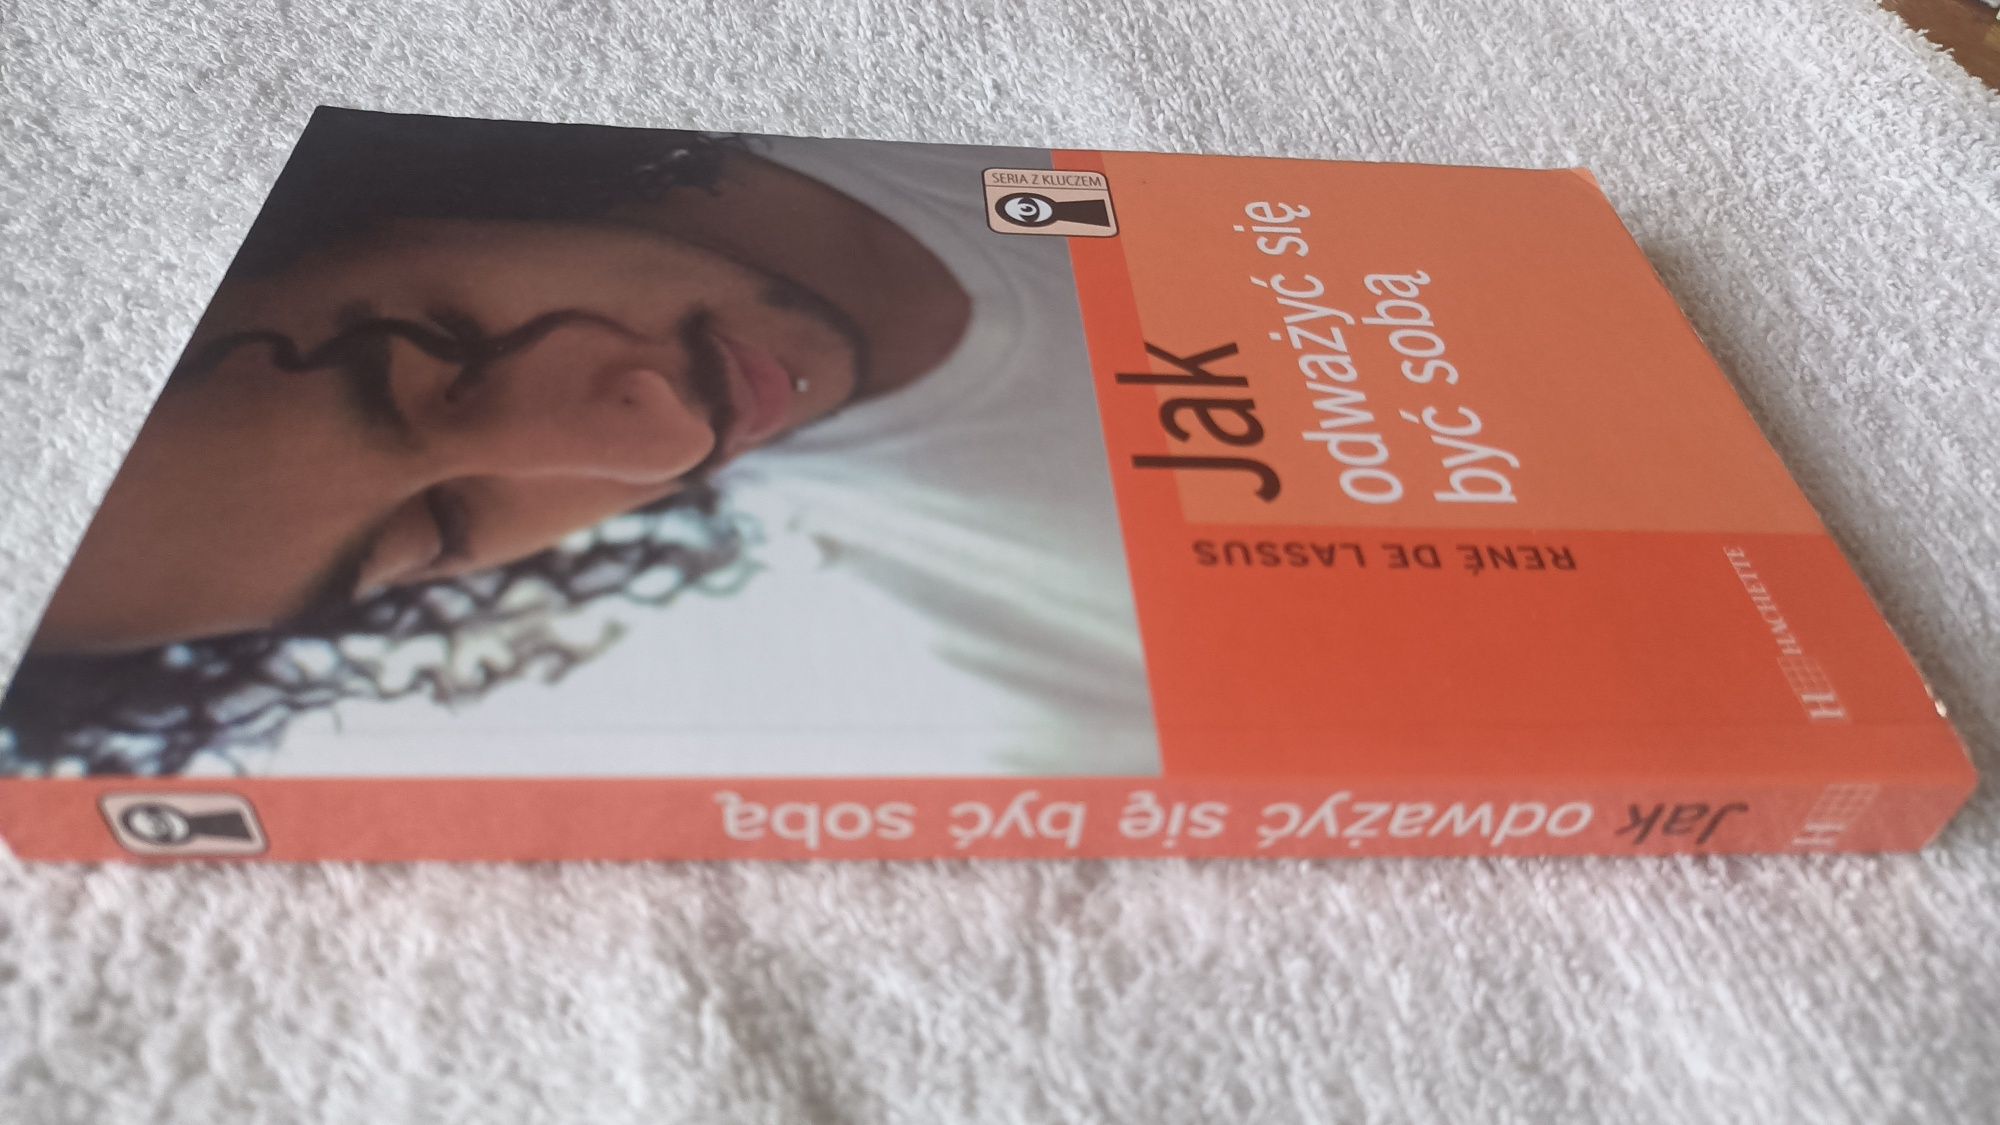 SERIA Z KLUCZEM
Jak
odważyć się
być sobą
RENÉ DE LASSUS
H HACHETTE
Jak odważyć się być sobą
H